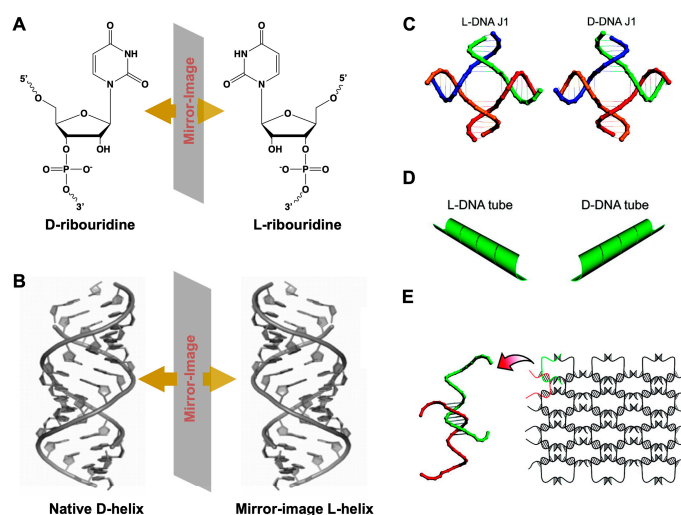 A
5'
O
O
NH
N
O
O
O
OH
O=P-O-
O
3'
D-ribouridine
Mirror-Image
O
HN
O
N
5'
O
O
OH
O
-O-P=O
O
3'
L-ribouridine
B
Mirror-Image
Native D-helix
Mirror-image L-helix
C
L-DNA J1
D-DNA J1
D
L-DNA tube
D-DNA tube
E